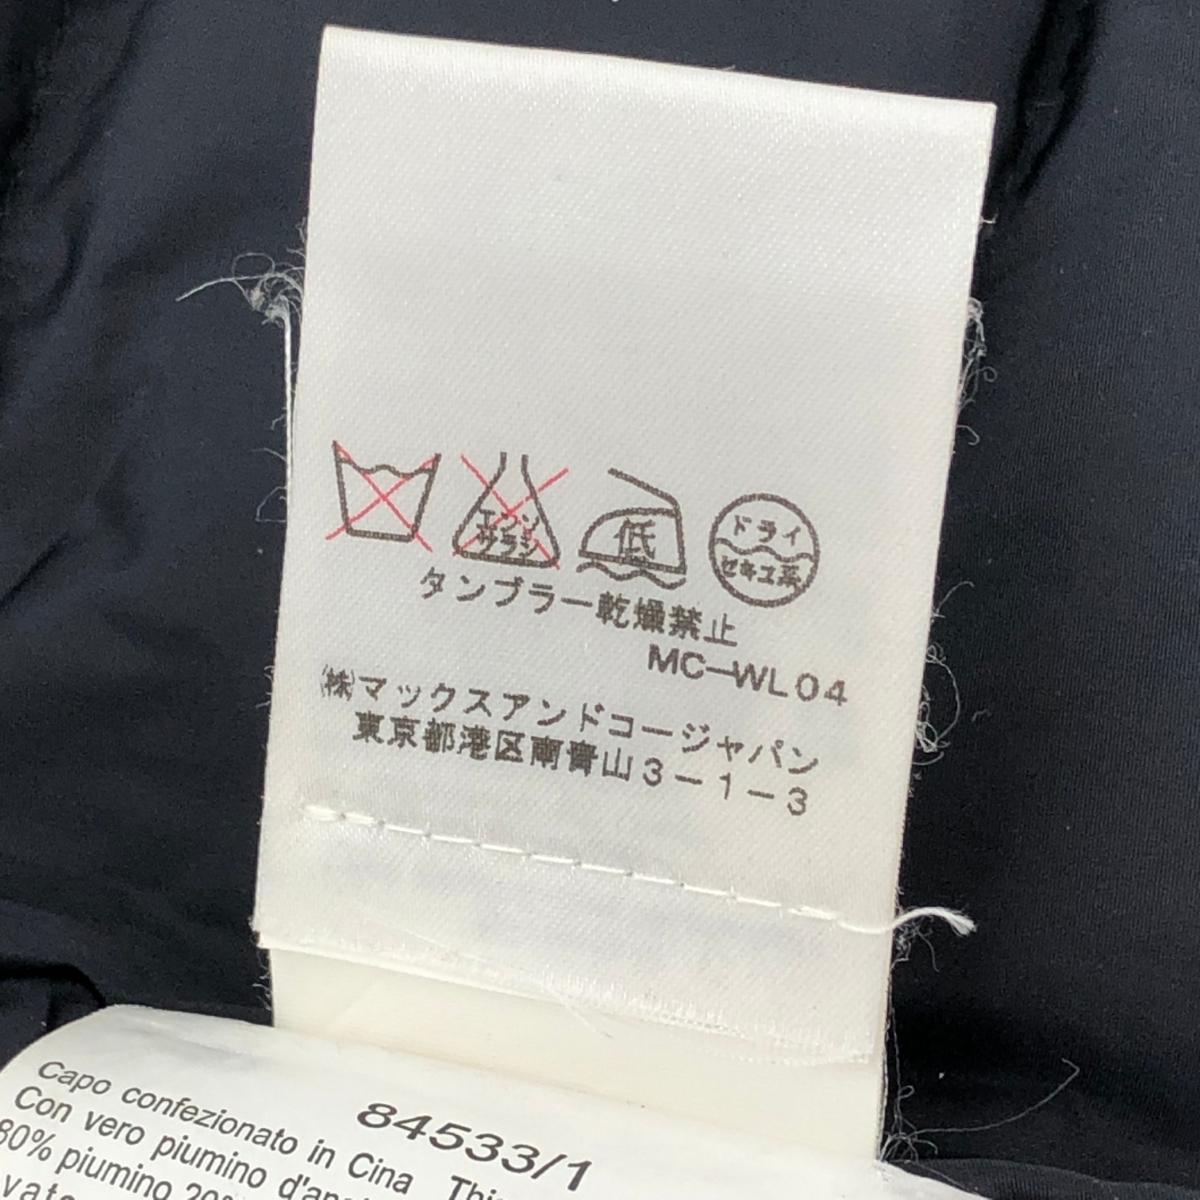 エンソ
サラシ
低
ドライ
セキユ系
タンブラー乾燥禁止
MC-WL04
㈱マックスアンドコージャパン
東京都港区南青山3-1-3
84533/1
Capo confezionato in Cina
Con vero piumino
80% piumino